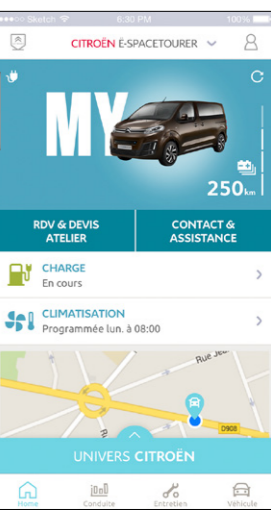 Sketch 6:30 PM 100%
CITROËN Ë-SPACETOURER
MY
250 km
RDV & DEVIS
ATELIER
CONTACT &
ASSISTANCE
CHARGE
En cours
CLIMATISATION
Programmée lun. à 08:00
D908
UNIVERS CITROËN
Home Conduite Entretien Véhicule